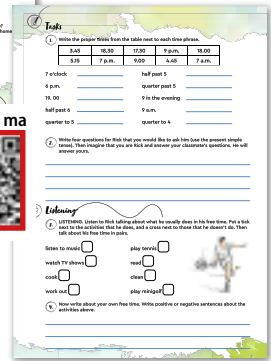 home
ma
Tasks
1. Write the proper times from the table next to each time phrase.
3.45 18.30 17.30 9 p.m. 18.00
5.15 7 p.m. 9.00 4.45 7 a.m.
7 o'clock half past 5
6 p.m. quarter past 5
19. 00 9 in the evening
half past 6 9 a.m.
quarter to 5 quarter to 4
2. Write four questions for Rick that you would like to ask him (use the present simple
tense). Then imagine that you are Rick and answer your classmate's questions. He will
answer yours.
Listening
3. LISTENING. Listen to Rick talking about what he usually does in his free time. Put a tick
next to the activities that he does, and a cross next to those that he doesn't do. Then
talk about his free time in pairs.
listen to music play tennis
watch TV shows read
cook clean
work out play minigolf
4. Now write about your own free time. Write positive or negative sentences about the
activities above.